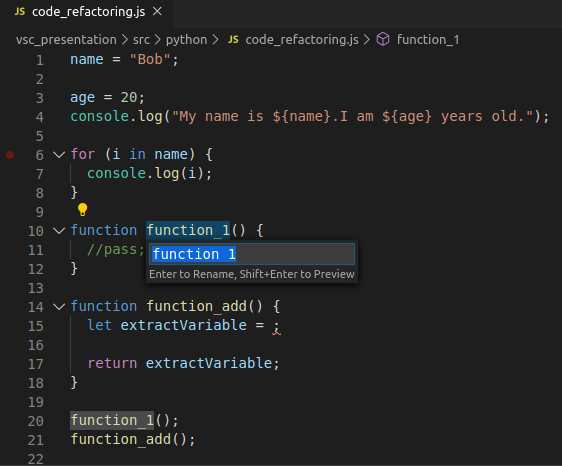 JS code_refactoring.js ×
vsc_presentation > src > python > JS code_refactoring.js > function_1
1 name = "Bob";
2
3 age = 20;
4 console.log("My name is ${name}.I am ${age} years old.");
5
6 for (i in name) {
7 console.log(i);
8 }
9
10 function function_1() {
11 //pass;
function_1
Enter to Rename, Shift+Enter to Preview
12 }
13
14 function function_add() {
15 let extractVariable = ;
16
17 return extractVariable;
18 }
19
20 function_1();
21 function_add();
22